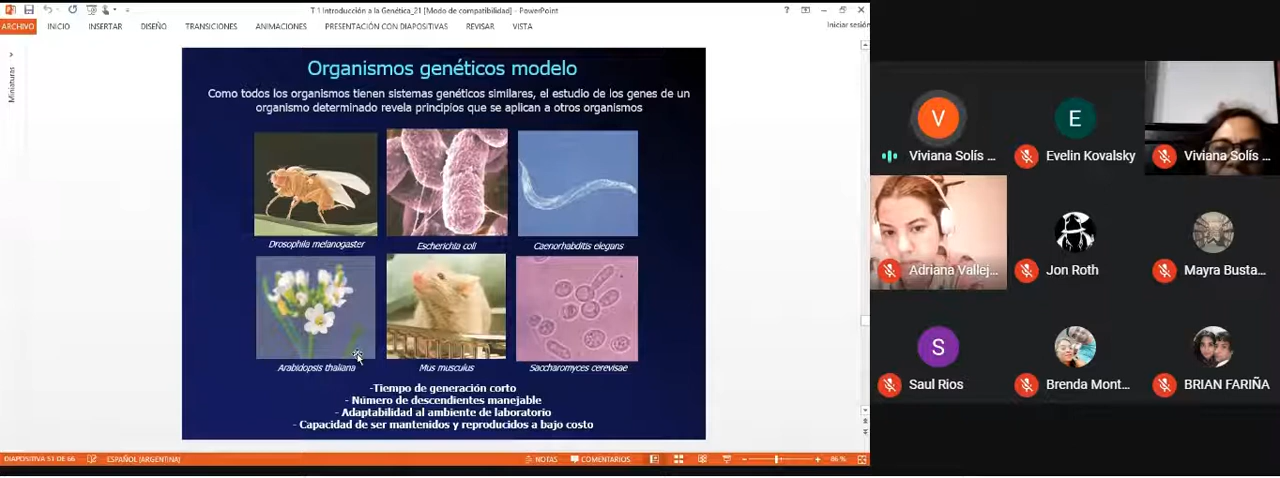 T 1 Introducción a la Genética_21 [Modo de compatibilidad] - PowerPoint
ARCHIVO INICIO INSERTAR DISEÑO TRANSICIONES ANIMACIONES PRESENTACIÓN CON DIAPOSITIVAS REVISAR VISTA
Iniciar sesión
Miniaturas
Organismos genéticos modelo
Como todos los organismos tienen sistemas genéticos similares, el estudio de los genes de un
organismo determinado revela principios que se aplican a otros organismos
Drosophila melanogaster
Escherichia coli
Caenorhabditis elegans
Arabidopsis thaliana
Mus musculus
Saccharomyces cerevisae
-Tiempo de generación corto
- Número de descendientes manejable
- Adaptabilidad al ambiente de laboratorio
- Capacidad de ser mantenidos y reproducidos a bajo costo
DIAPOSITIVA 51 DE 66 ESPAÑOL (ARGENTINA) NOTAS COMENTARIOS 86 %
V
Viviana Solís ...
E
Evelin Kovalsky
Viviana Solís ...
Adriana Vallej...
Jon Roth
Mayra Busta...
S
Saul Rios
Brenda Mont...
BRIAN FARIÑA